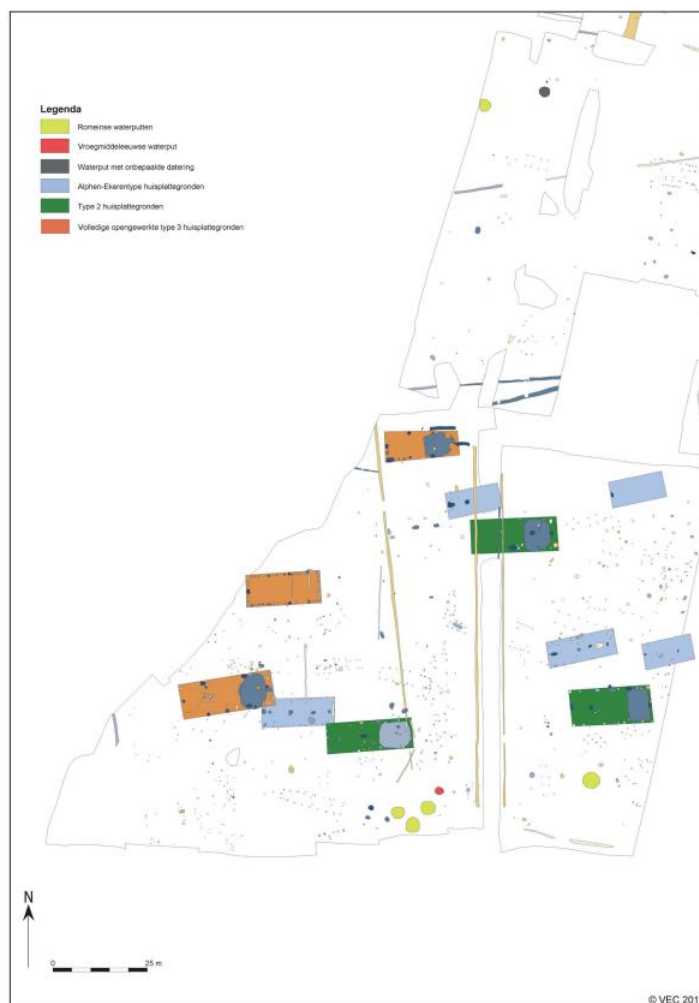 Legenda
Romeinse waterputten
Vroegmiddeleeuwse waterput
Waterput met onbepaalde datering
Alphen-Ekerentype huisplattegronden
Type 2 huisplattegronden
Volledige opengewerkte type 3 huisplattegronden
N
0 25 m
© VEC 201